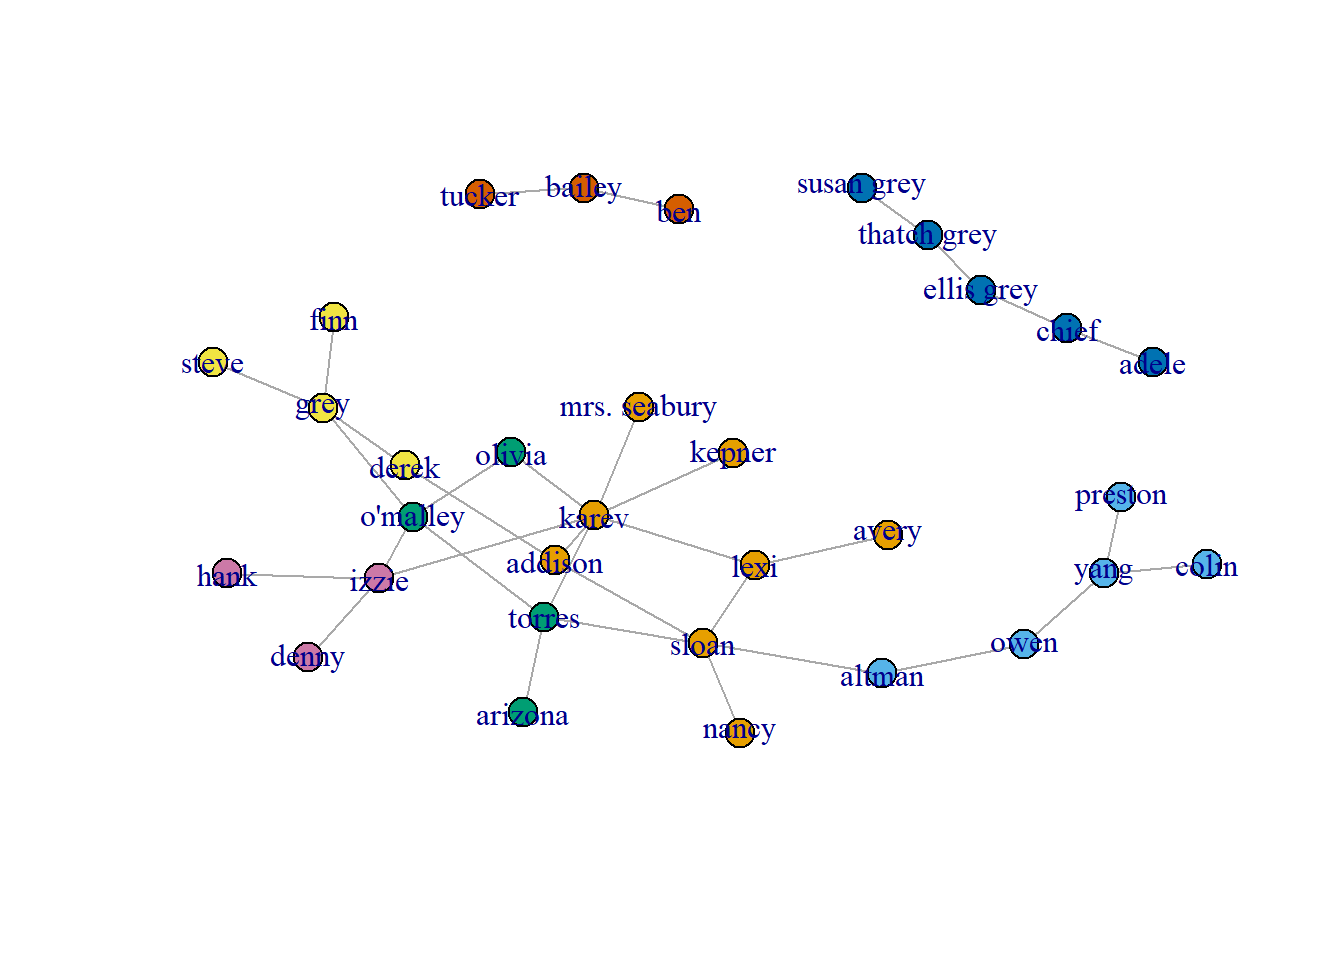 susan grey
bailey
tucker
ben
thatch grey
ellis grey
finn
chief
steve
adele
grey
mrs. seabury
kepner
olivia
derek
preston
o'malley
karev
avery
addison
lexi
yang
colin
hank
izzie
torres
sloan
owen
denny
altman
arizona
nancy